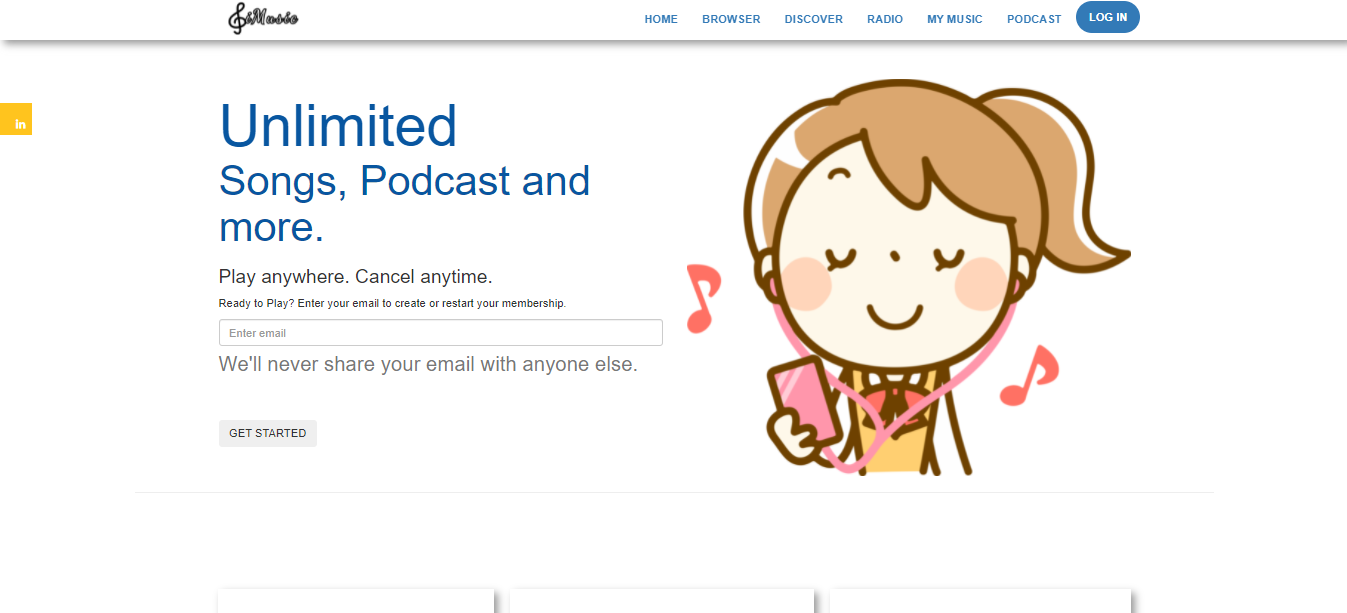 iMusic
HOME BROWSER DISCOVER RADIO MY MUSIC PODCAST LOG IN
in
Unlimited
Songs, Podcast and
more.
Play anywhere. Cancel anytime.
Ready to Play? Enter your email to create or restart your membership.
Enter email
We'll never share your email with anyone else.
GET STARTED